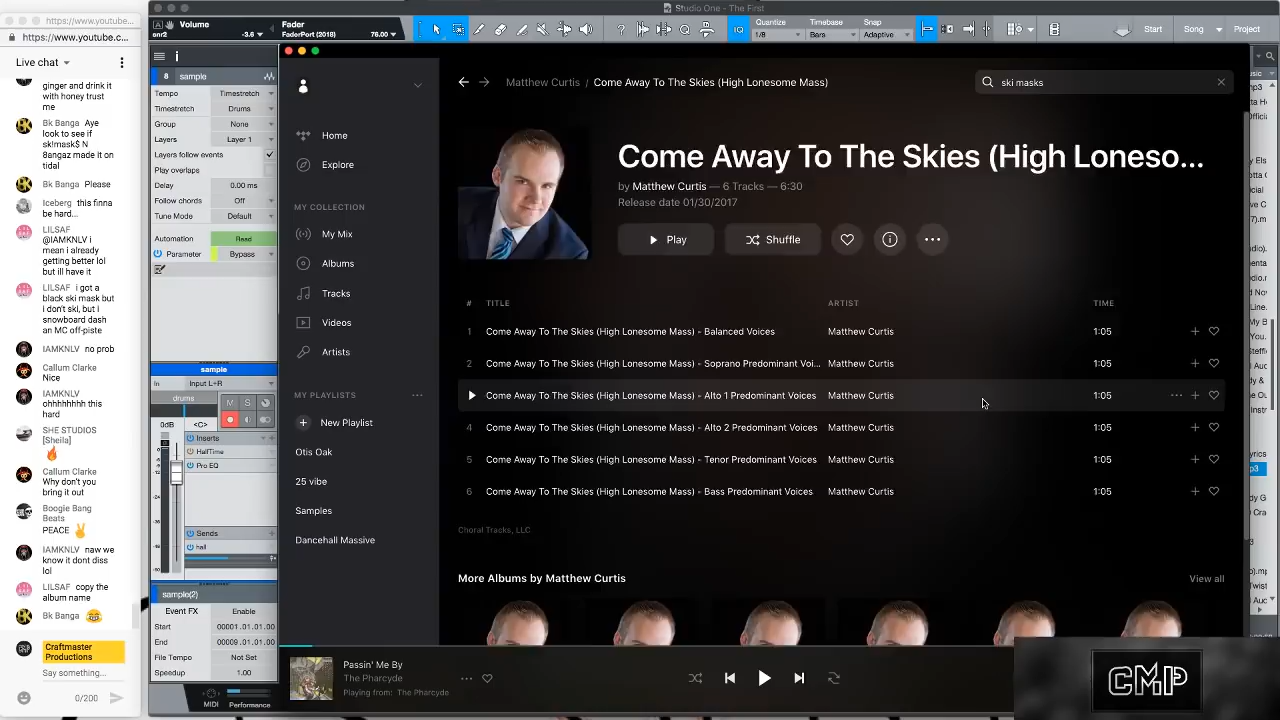 https://www.youtube...
https://www.youtube.c...
Live chat
ginger and drink it
with honey trust
me
Bk Banga Aye
look to see if
sk!mask$ N
8angaz made it on
tidal
Bk Banga Please
Iceberg this finna
be hard...
LILSAF
@IAMKNLV i
mean i already
getting better lol
but ill have it
LILSAF i got a
black ski mask but
i don't ski, but i
snowboard dash
an MC off-piste
IAMKNLV no prob
Callum Clarke
Nice
IAMKNLV
ohhhhhhh this
hard
SHE STUDIOS
[Sheila]
🔥
Callum Clarke
Why don't you
bring it out
Boogie Bang
Beats
PEACE ✌
IAMKNLV naw we
know it dont diss
lol
LILSAF copy the
album name
Bk Banga 😂
Craftmaster
Productions
Say something...
0/200
Studio One - The First
Volume
snr2 -3.6
Fader
FaderPort (2018) 76.00
IQ
Quantize
1/8
Timebase
Bars
Snap
Adaptive
Start Song Project
8 sample
Tempo Timestretch
Timestretch Drums
Group None
Layers Layer 1
Layers follow events
Play overlaps
Delay 0.00 ms
Follow chords Off
Tune Mode Default
Automation Read
Parameter Bypass
sample
In Input L+R
drums
M S
0dB <C>
Inserts
HalfTime
Pro EQ
Sends
hall
sample(2)
Event FX Enable
Start 00001.01.01.00
End 00009.01.01.00
File Tempo Not Set
Speedup 1.00
MIDI Performance
Home
Explore
MY COLLECTION
My Mix
Albums
Tracks
Videos
Artists
MY PLAYLISTS
New Playlist
Otis Oak
25 vibe
Samples
Dancehall Massive
Matthew Curtis / Come Away To The Skies (High Lonesome Mass)
ski masks
Come Away To The Skies (High Loneso...
by Matthew Curtis — 6 Tracks — 6:30
Release date 01/30/2017
Play Shuffle
# TITLE ARTIST TIME
1 Come Away To The Skies (High Lonesome Mass) - Balanced Voices Matthew Curtis 1:05
2 Come Away To The Skies (High Lonesome Mass) - Soprano Predominant Voi... Matthew Curtis 1:05
Come Away To The Skies (High Lonesome Mass) - Alto 1 Predominant Voices Matthew Curtis 1:05
4 Come Away To The Skies (High Lonesome Mass) - Alto 2 Predominant Voices Matthew Curtis 1:05
5 Come Away To The Skies (High Lonesome Mass) - Tenor Predominant Voices Matthew Curtis 1:05
6 Come Away To The Skies (High Lonesome Mass) - Bass Predominant Voices Matthew Curtis 1:05
Choral Tracks, LLC
More Albums by Matthew Curtis View all
Passin' Me By
The Pharcyde
Playing from: The Pharcyde
CMP